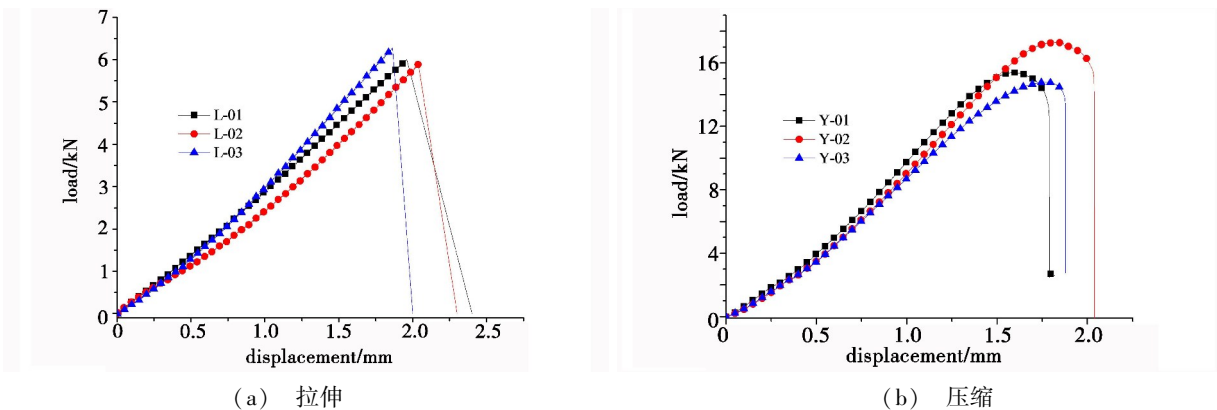 7
6
5
4
3
2
1
0
load/kN
L-01
L-02
L-03
0
0.5
1.0
1.5
2.0
2.5
displacement/mm
(a) 拉伸
16
12
8
4
0
load/kN
Y-01
Y-02
Y-03
0
0.5
1.0
1.5
2.0
displacement/mm
(b) 压缩